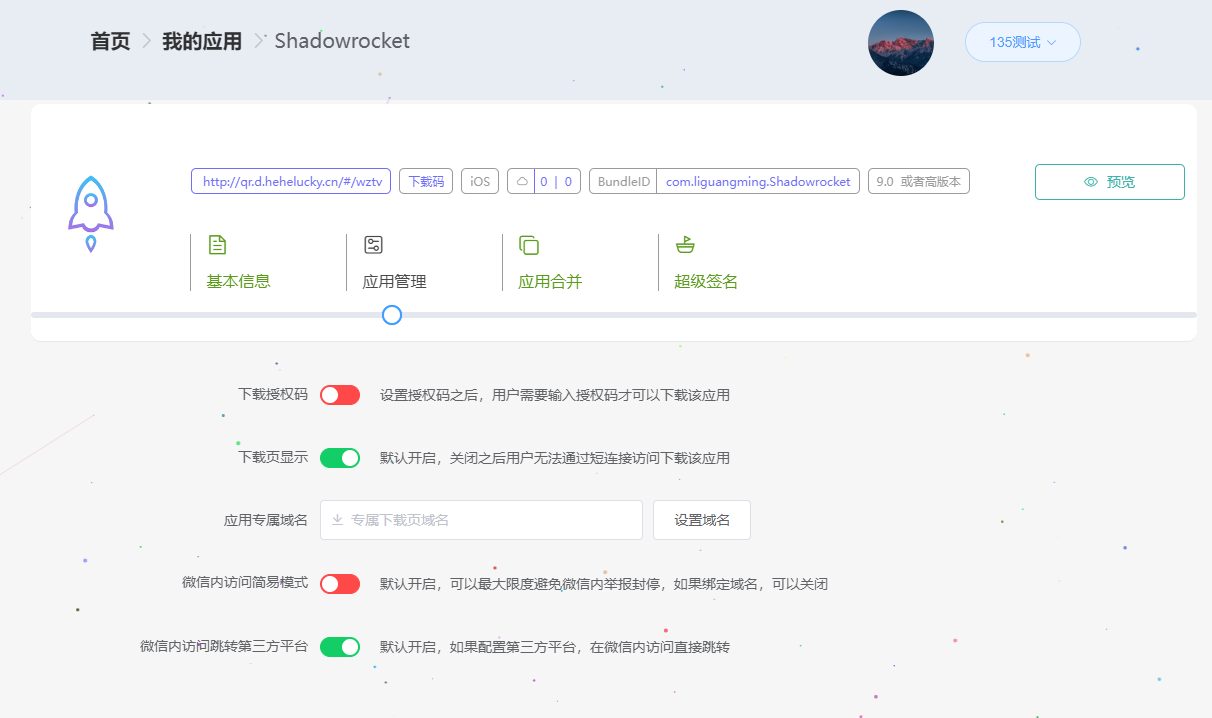 首页 我的应用 Shadowrocket
135测试
http://qr.d.hehelucky.cn/#/wztv 下载码 iOS 0 | 0 BundleID com.liguangming.Shadowrocket 9.0 或者高版本 预览
基本信息 应用管理 应用合并 超级签名
下载授权码 设置授权码之后，用户需要输入授权码才可以下载该应用
下载页显示 默认开启，关闭之后用户无法通过短连接访问下载该应用
应用专属域名 专属下载页域名 设置域名
微信内访问简易模式 默认开启，可以最大限度避免微信内举报封停，如果绑定域名，可以关闭
微信内访问跳转第三方平台 默认开启，如果配置第三方平台，在微信内访问直接跳转